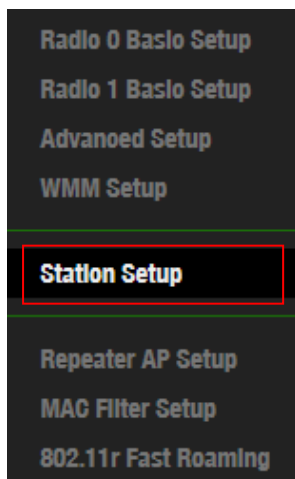 Radio 0 Basic Setup
Radio 1 Basic Setup
Advanced Setup
WMM Setup
Station Setup
Repeater AP Setup
MAC Filter Setup
802.11r Fast Roaming